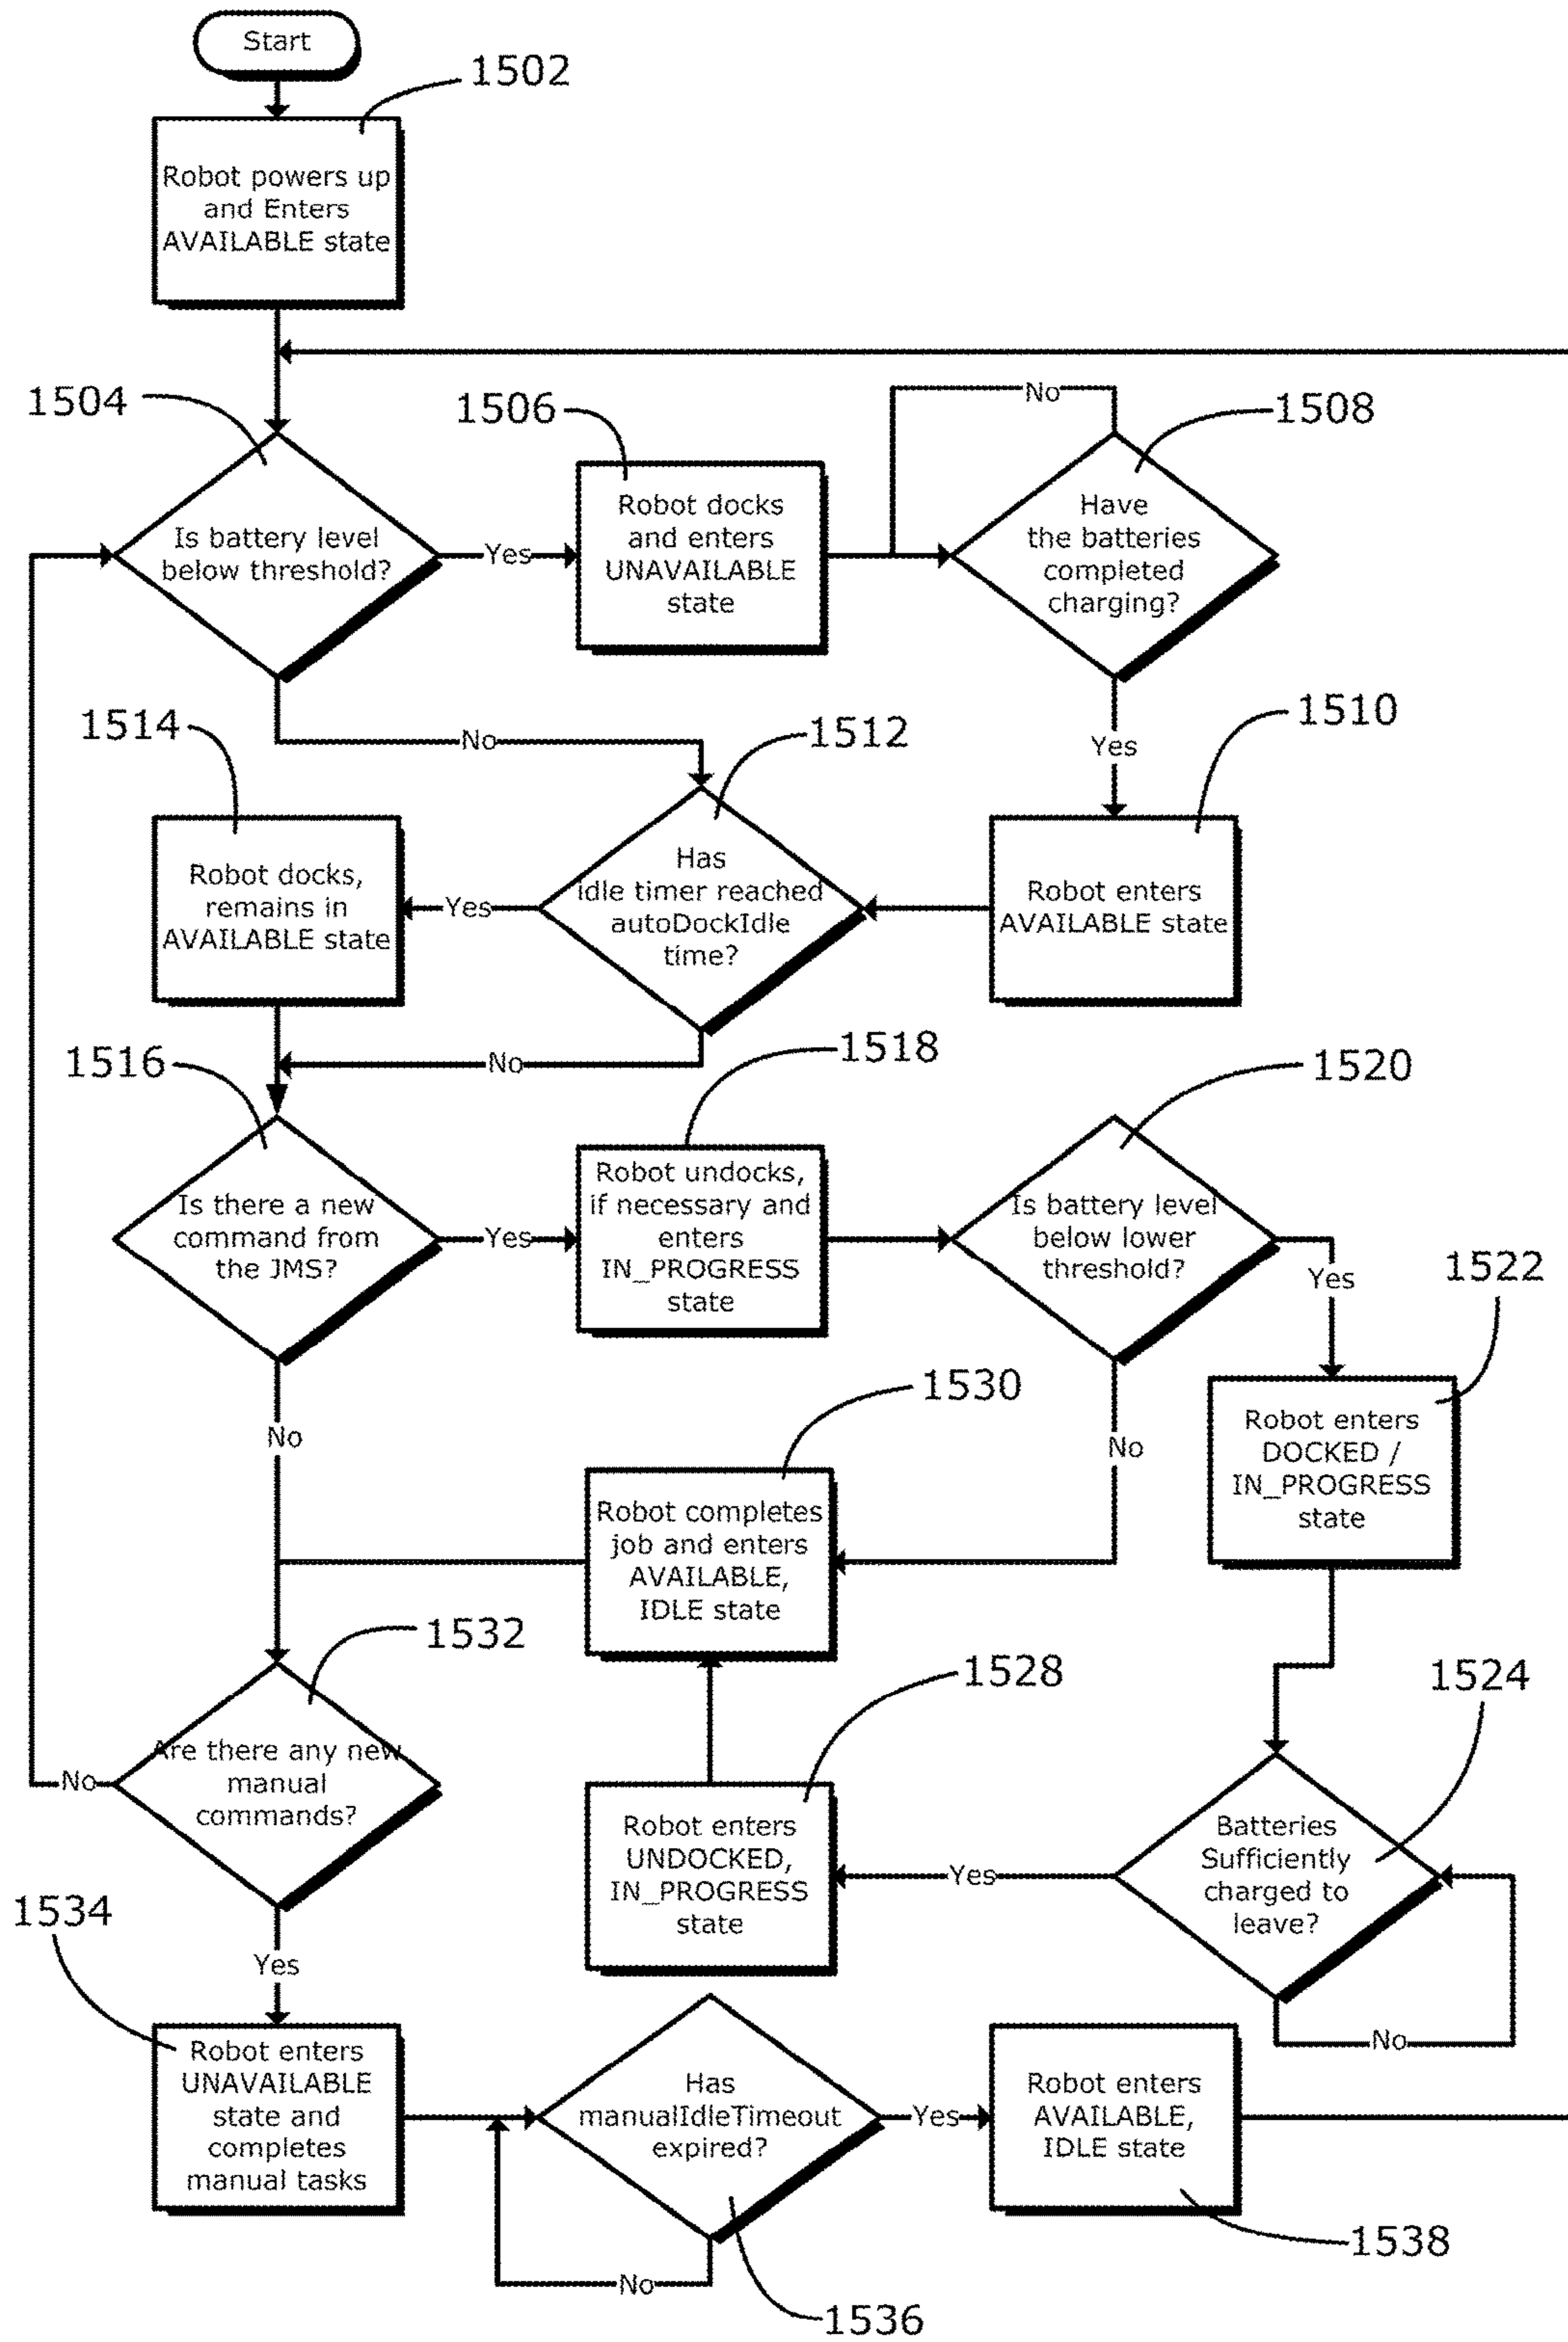 Start
1502
Robot powers up
and Enters
AVAILABLE state
1504
1506
No
1508
Is battery level
below threshold?
Yes
Robot docks
and enters
UNAVAILABLE
state
Have
the batteries
completed
charging?
1514
No
1512
Yes
1510
Robot docks,
remains in
AVAILABLE state
Yes
Has
idle timer reached
autoDockIdle
time?
Robot enters
AVAILABLE state
1516
No
1518
1520
Is there a new
command from
the JMS?
Yes
Robot undocks,
if necessary and
enters
IN_PROGRESS
state
Is battery level
below lower
threshold?
Yes
1522
No
1530
No
Robot enters
DOCKED /
IN_PROGRESS
state
Robot completes
job and enters
AVAILABLE,
IDLE state
1532
1528
1524
Are there any new
manual
commands?
No
Robot enters
UNDOCKED,
IN_PROGRESS
state
Yes
Batteries
Sufficiently
charged to
leave?
1534
Yes
No
Robot enters
UNAVAILABLE
state and
completes
manual tasks
Has
manualIdleTimeout
expired?
Yes
Robot enters
AVAILABLE,
IDLE state
No
1536
1538